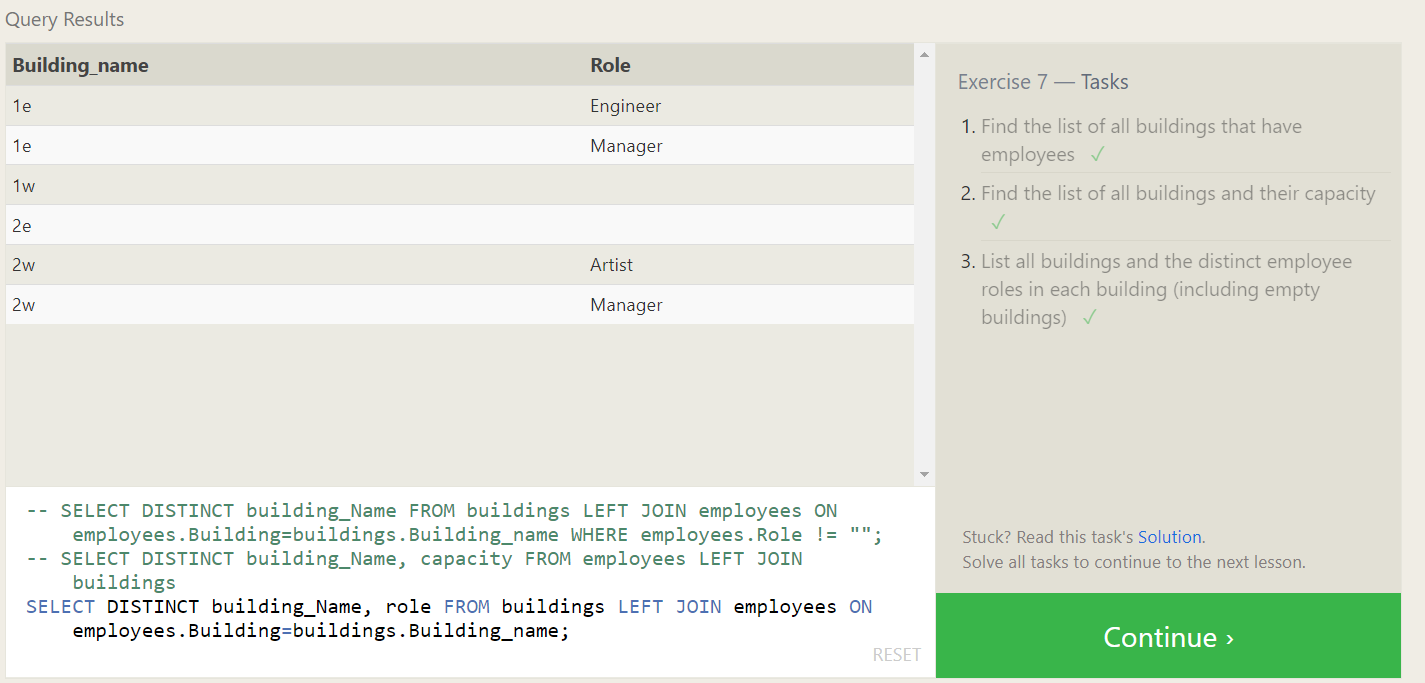 Query Results
Building_name Role
1e Engineer
1e Manager
1w
2e
2w Artist
2w Manager
-- SELECT DISTINCT building_Name FROM buildings LEFT JOIN employees ON
employees.Building=buildings.Building_name WHERE employees.Role != "";
-- SELECT DISTINCT building_Name, capacity FROM employees LEFT JOIN
buildings
SELECT DISTINCT building_Name, role FROM buildings LEFT JOIN employees ON
employees.Building=buildings.Building_name;
RESET
Exercise 7 — Tasks
1. Find the list of all buildings that have
employees ✓
2. Find the list of all buildings and their capacity
✓
3. List all buildings and the distinct employee
roles in each building (including empty
buildings) ✓
Stuck? Read this task's Solution.
Solve all tasks to continue to the next lesson.
Continue ›